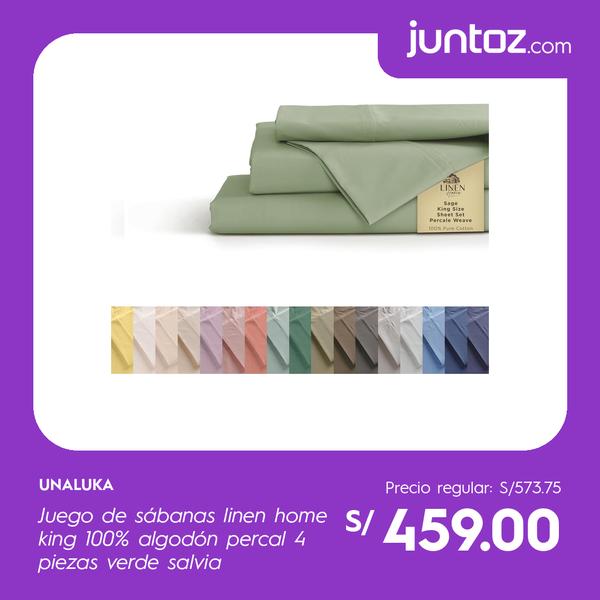 juntoz.com
LINEN
Home
Sage
King Size
Sheet Set
Percale Weave
100% Pure Cotton
UNALUKA
Juego de sábanas linen home
king 100% algodón percal 4
piezas verde salvia
Precio regular: S/573.75
S/ 459.00